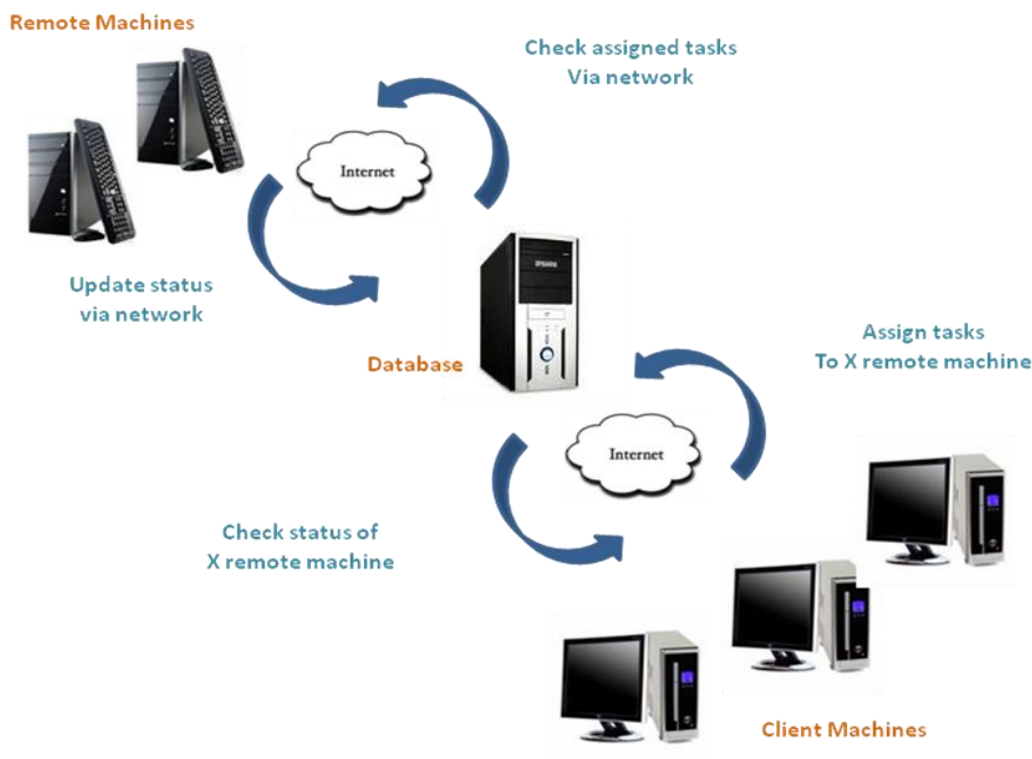 Remote Machines
Check assigned tasks
Via network
Internet
Update status
via network
Database
Assign tasks
To X remote machine
Internet
Check status of
X remote machine
Client Machines